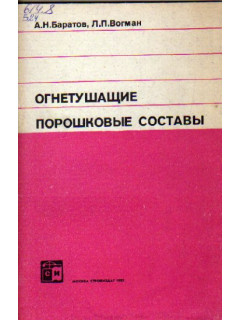 А.Н.Баратов, Л.П.Вогман
ОГНЕТУШАЩИЕ
ПОРОШКОВЫЕ СОСТАВЫ